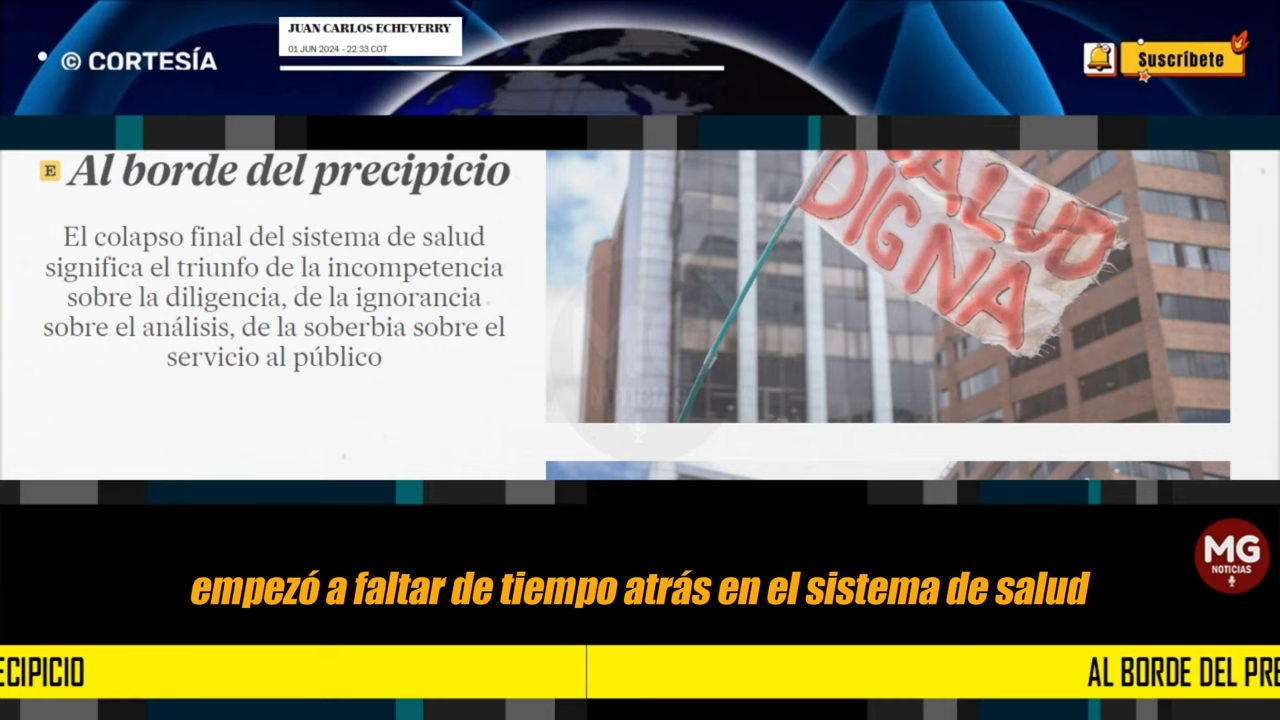 © CORTESÍA
JUAN CARLOS ECHEVERRY
01 JUN 2024 - 22:33 COT
Suscríbete
E Al borde del precipicio
El colapso final del sistema de salud
significa el triunfo de la incompetencia
sobre la diligencia, de la ignorancia
sobre el análisis, de la soberbia sobre el
servicio al público
SALUD
DIGNA
MG
NOTICIAS
empezó a faltar de tiempo atrás en el sistema de salud
MG
NOTICIAS
ECIPICIO
AL BORDE DEL PRE